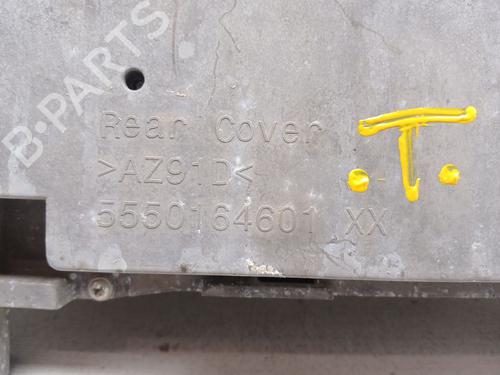 B-PARTS
Rear Cover
>AZ91D<
5550164601 XX
.T.